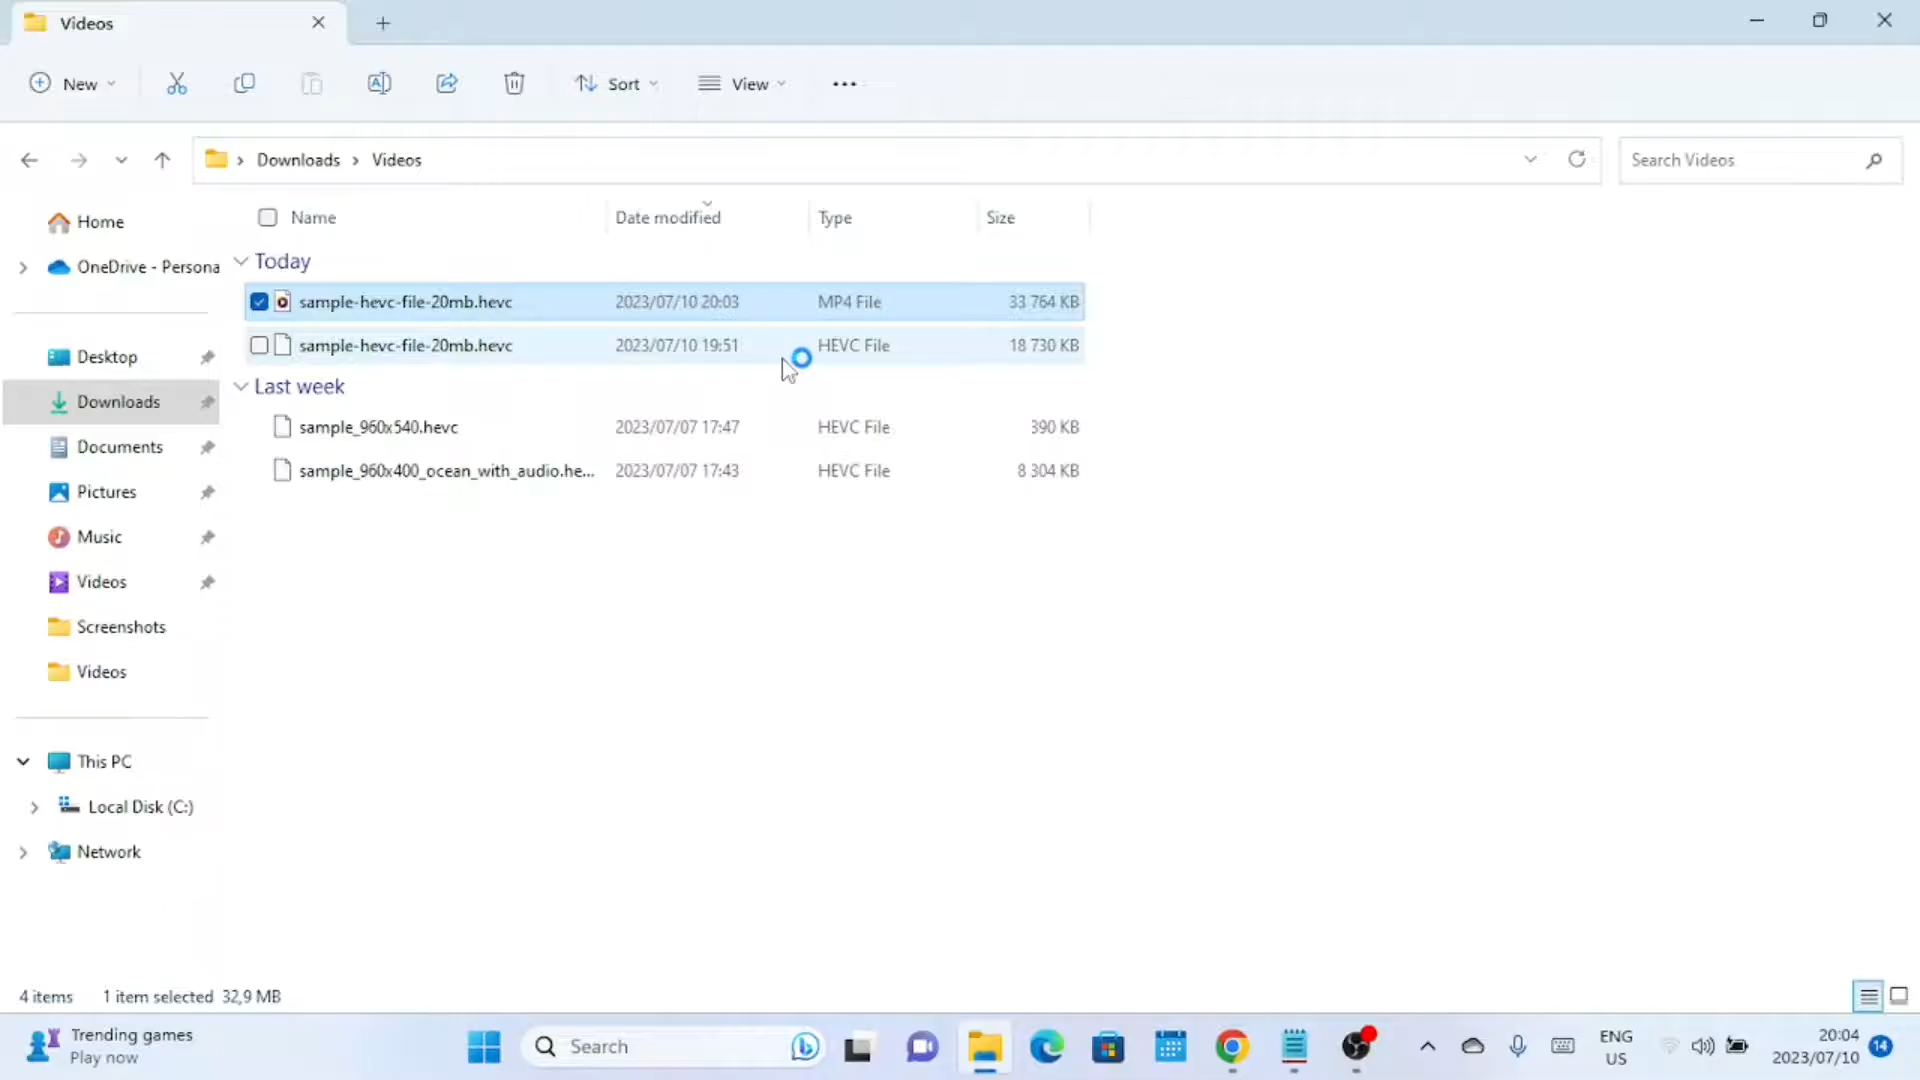 Videos
New
Sort
View
Downloads > Videos
Search Videos
Name Date modified Type Size
Home
OneDrive - Persona
Today
sample-hevc-file-20mb.hevc 2023/07/10 20:03 MP4 File 33 764 KB
sample-hevc-file-20mb.hevc 2023/07/10 19:51 HEVC File 18 730 KB
Last week
sample_960x540.hevc 2023/07/07 17:47 HEVC File 390 KB
sample_960x400_ocean_with_audio.he... 2023/07/07 17:43 HEVC File 8 304 KB
Desktop
Downloads
Documents
Pictures
Music
Videos
Screenshots
Videos
This PC
Local Disk (C:)
Network
4 items 1 item selected 32,9 MB
Trending games
Play now
Search
ENG
US
20:04
2023/07/10
14